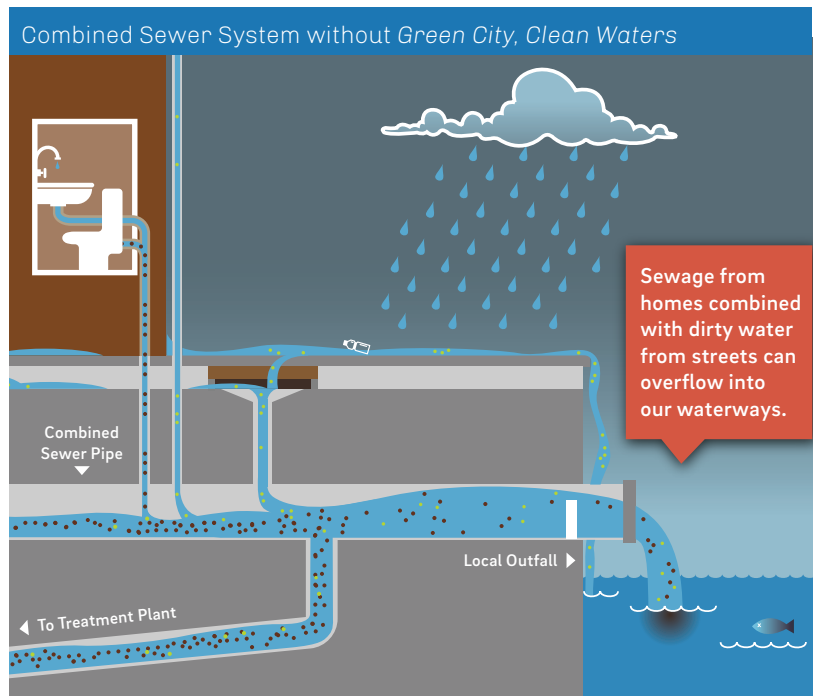 Combined Sewer System without Green City, Clean Waters
Sewage from
homes combined
with dirty water
from streets can
overflow into
our waterways.
Combined
Sewer Pipe
Local Outfall
To Treatment Plant